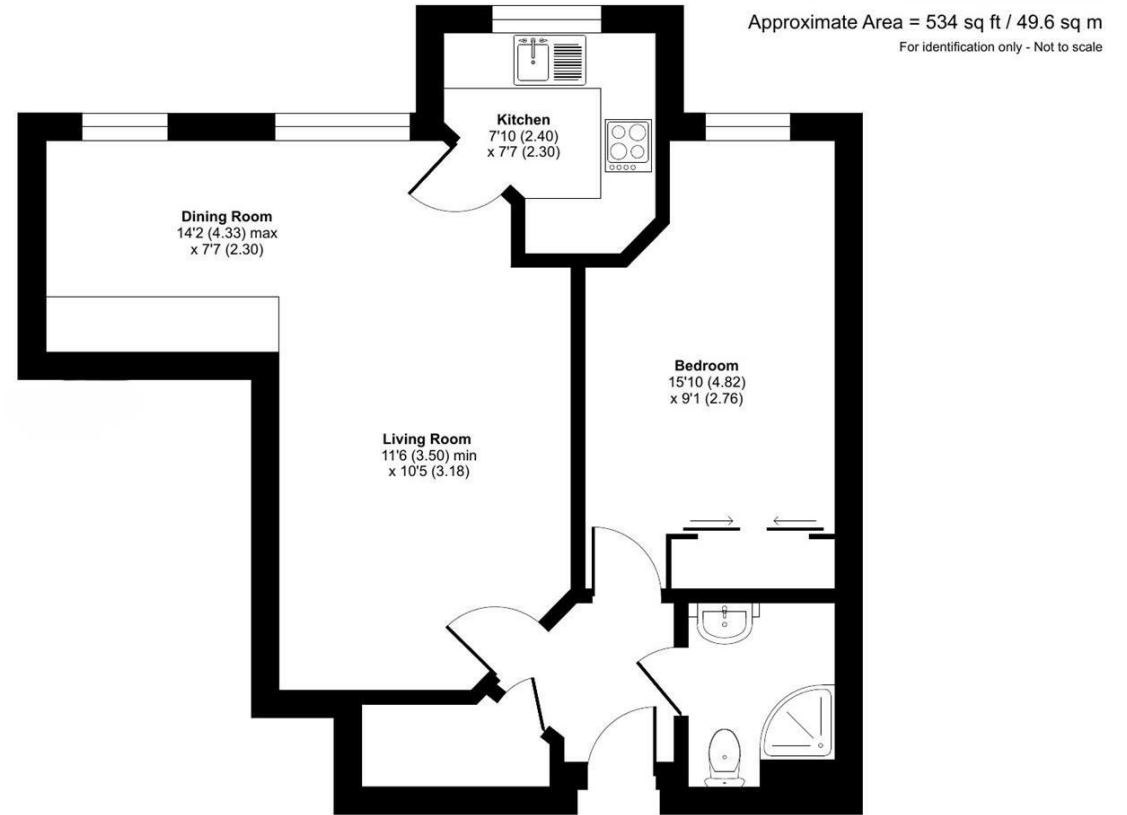 Approximate Area = 534 sq ft / 49.6 sq m
For identification only - Not to scale
Kitchen
7'10 (2.40)
x 7'7 (2.30)
Dining Room
14'2 (4.33) max
x 7'7 (2.30)
Bedroom
15'10 (4.82)
x 9'1 (2.76)
Living Room
11'6 (3.50) min
x 10'5 (3.18)